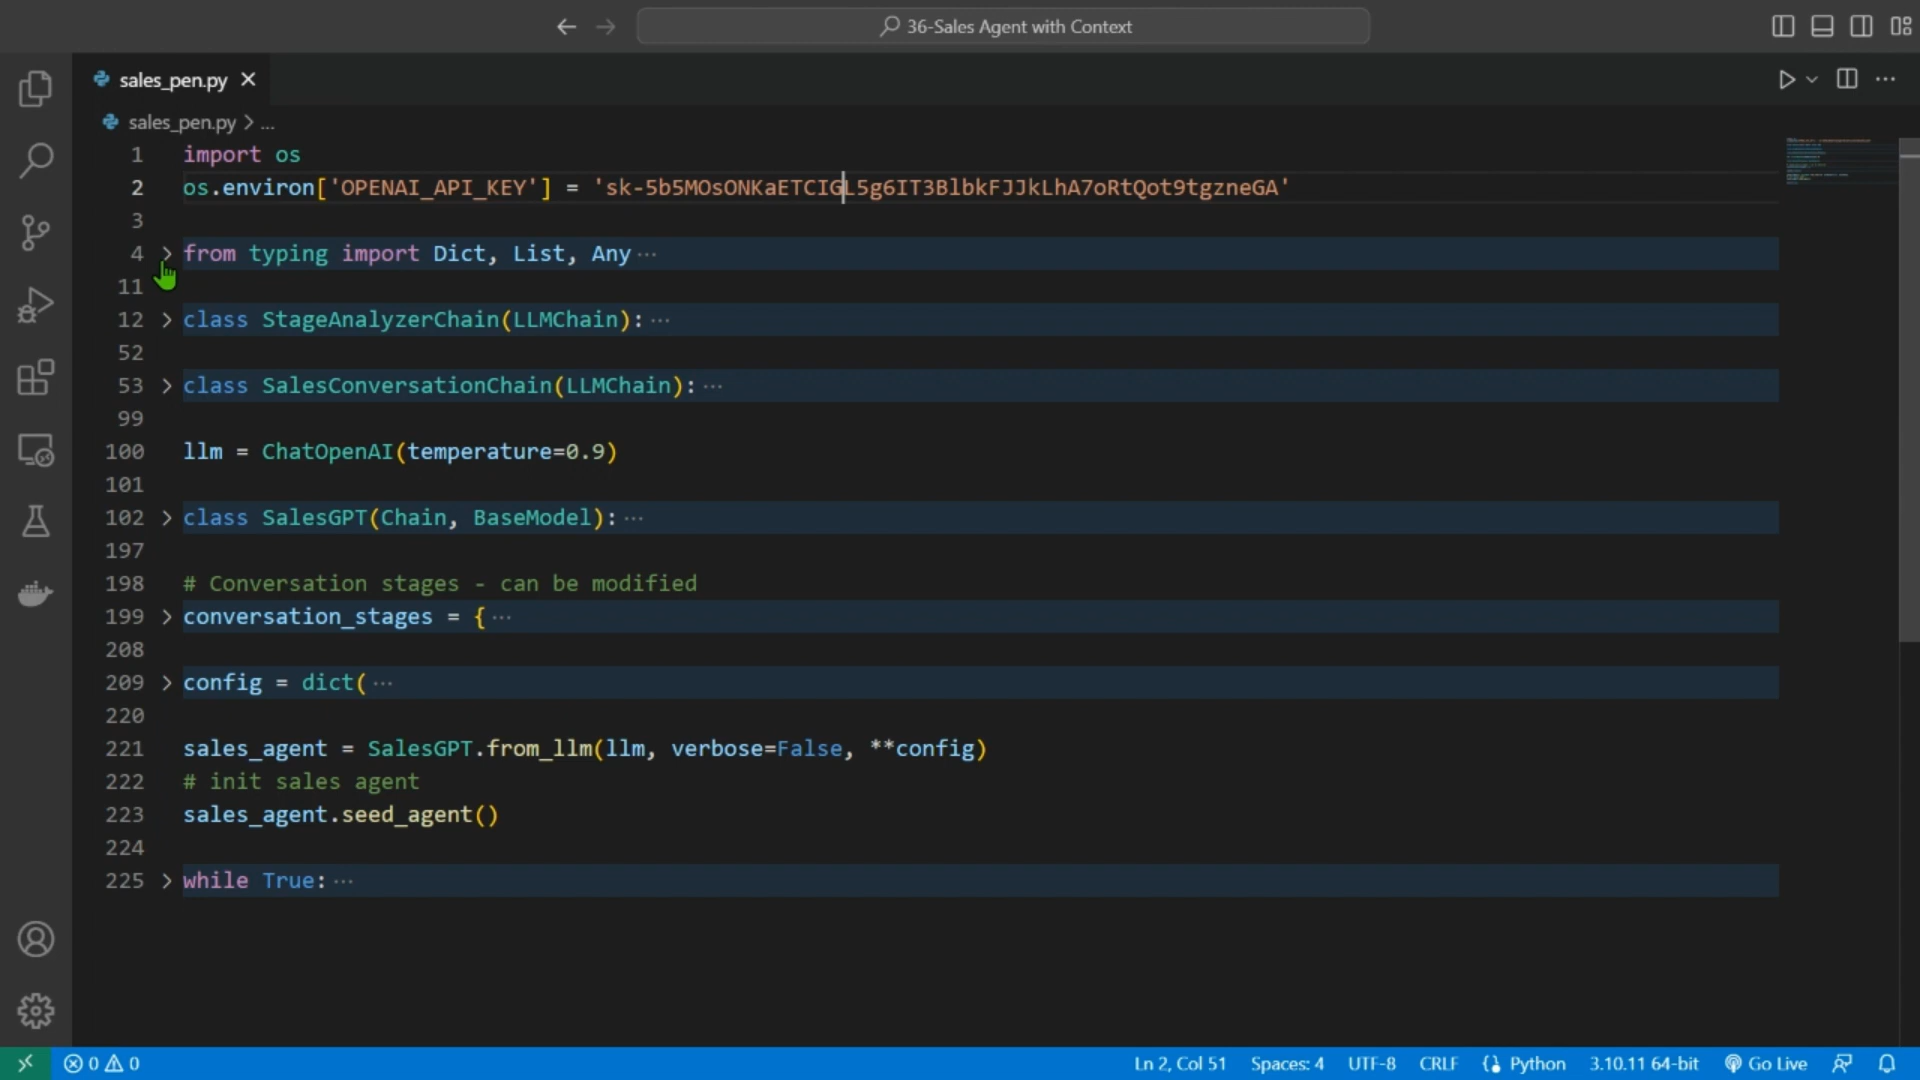 36-Sales Agent with Context
sales_pen.py
sales_pen.py > ...
1 import os
2 os.environ['OPENAI_API_KEY'] = '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'
3
4 from typing import Dict, List, Any ...
11
12 class StageAnalyzerChain(LLMChain): ...
52
53 class SalesConversationChain(LLMChain): ...
99
100 llm = ChatOpenAI(temperature=0.9)
101
102 class SalesGPT(Chain, BaseModel): ...
197
198 # Conversation stages - can be modified
199 conversation_stages = { ...
208
209 config = dict( ...
220
221 sales_agent = SalesGPT.from_llm(llm, verbose=False, **config)
222 # init sales agent
223 sales_agent.seed_agent()
224
225 while True: ...
0 0 Ln 2, Col 51 Spaces: 4 UTF-8 CRLF Python 3.10.11 64-bit Go Live